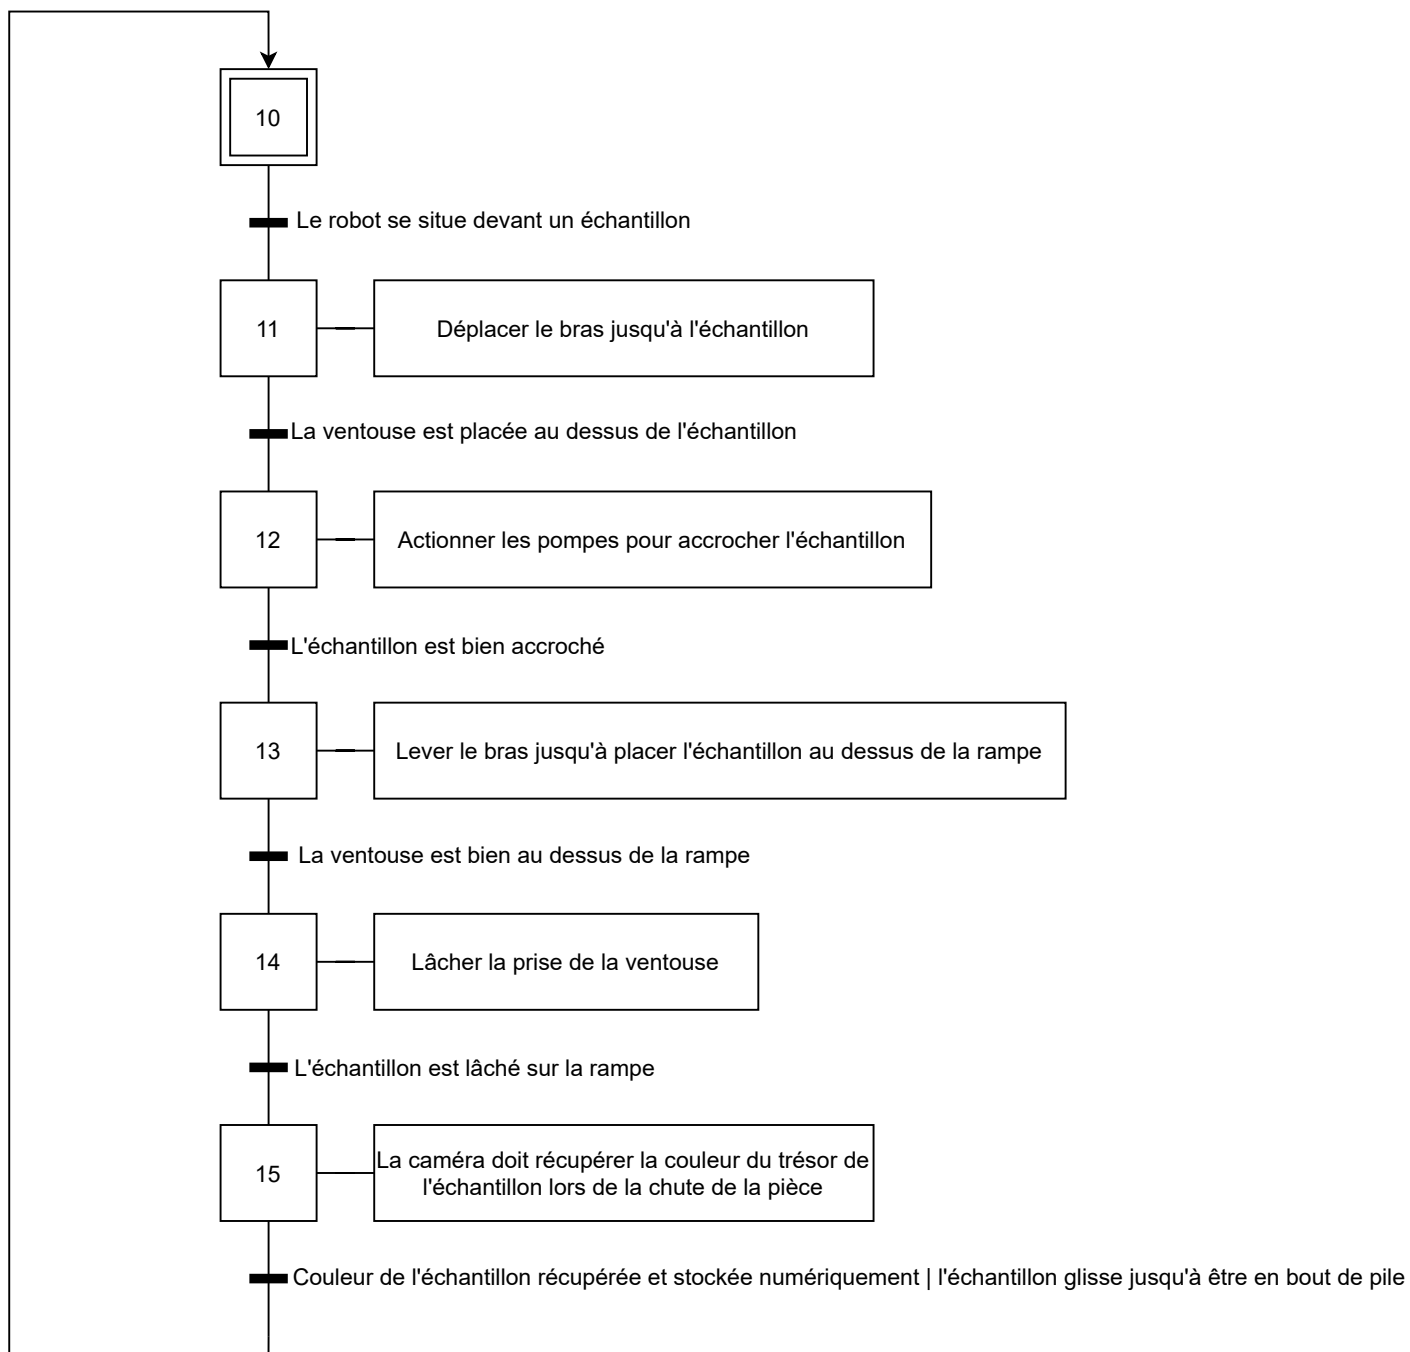 10
Le robot se situe devant un échantillon
11
Déplacer le bras jusqu'à l'échantillon
La ventouse est placée au dessus de l'échantillon
12
Actionner les pompes pour accrocher l'échantillon
L'échantillon est bien accroché
13
Lever le bras jusqu'à placer l'échantillon au dessus de la rampe
La ventouse est bien au dessus de la rampe
14
Lâcher la prise de la ventouse
L'échantillon est lâché sur la rampe
15
La caméra doit récupérer la couleur du trésor de
l'échantillon lors de la chute de la pièce
Couleur de l'échantillon récupérée et stockée numériquement | l'échantillon glisse jusqu'à être en bout de pile